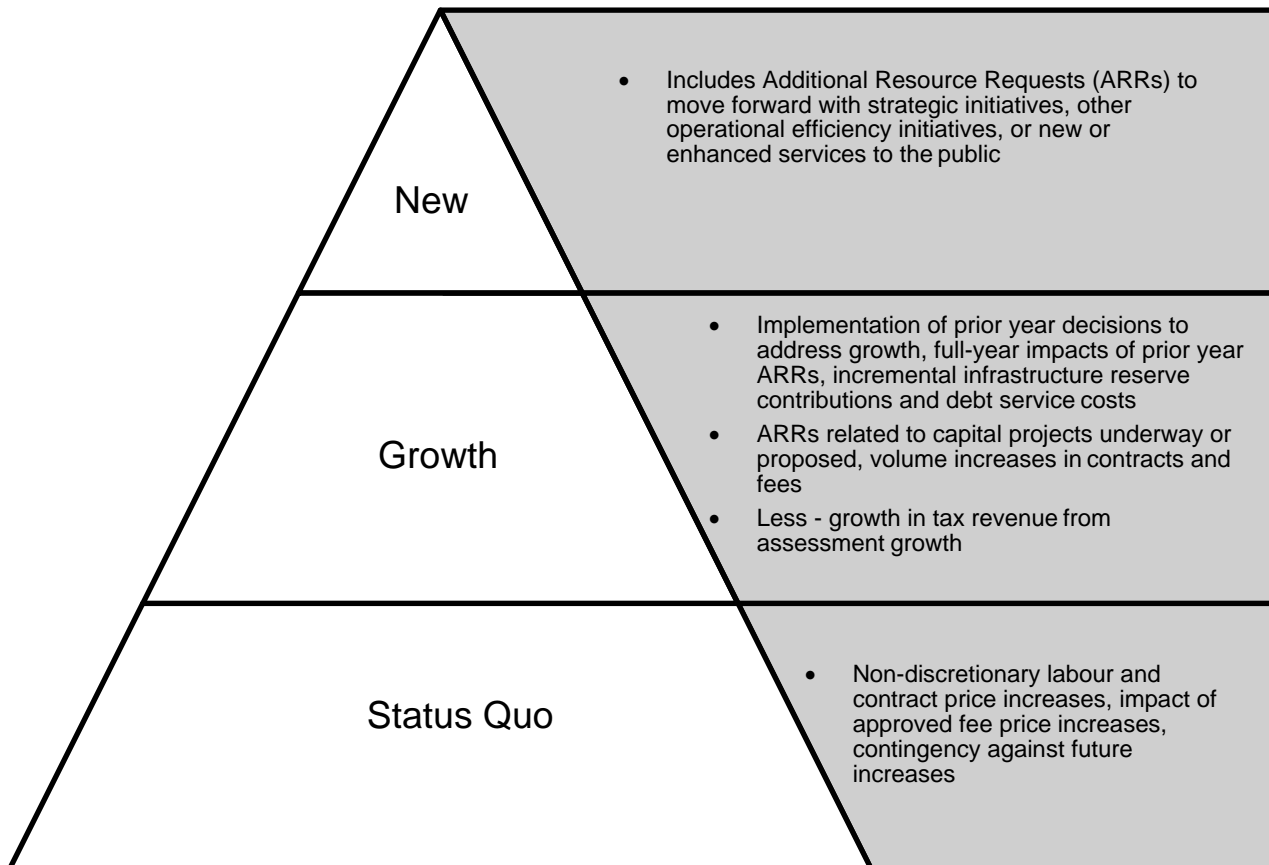 • Includes Additional Resource Requests (ARRs) to
move forward with strategic initiatives, other
operational efficiency initiatives, or new or
enhanced services to the public
New
• Implementation of prior year decisions to
address growth, full-year impacts of prior year
ARRs, incremental infrastructure reserve
contributions and debt service costs
• ARRs related to capital projects underway or
proposed, volume increases in contracts and
fees
• Less - growth in tax revenue from
assessment growth
Growth
• Non-discretionary labour and
contract price increases, impact of
approved fee price increases,
contingency against future
increases
Status Quo